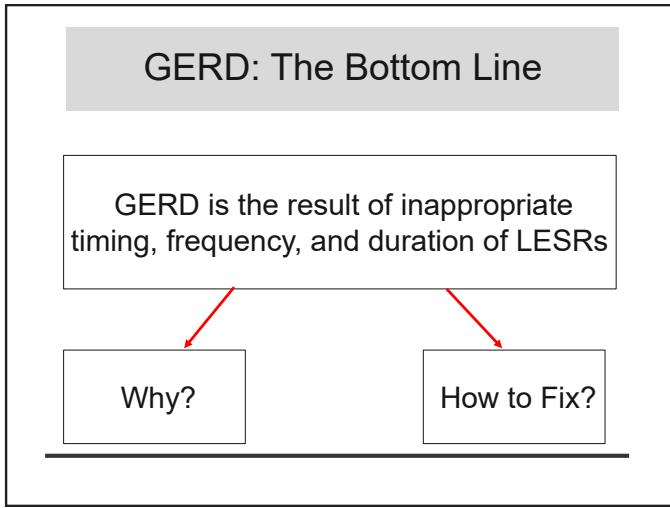 GERD: The Bottom Line
GERD is the result of inappropriate
timing, frequency, and duration of LESRs
Why?
How to Fix?